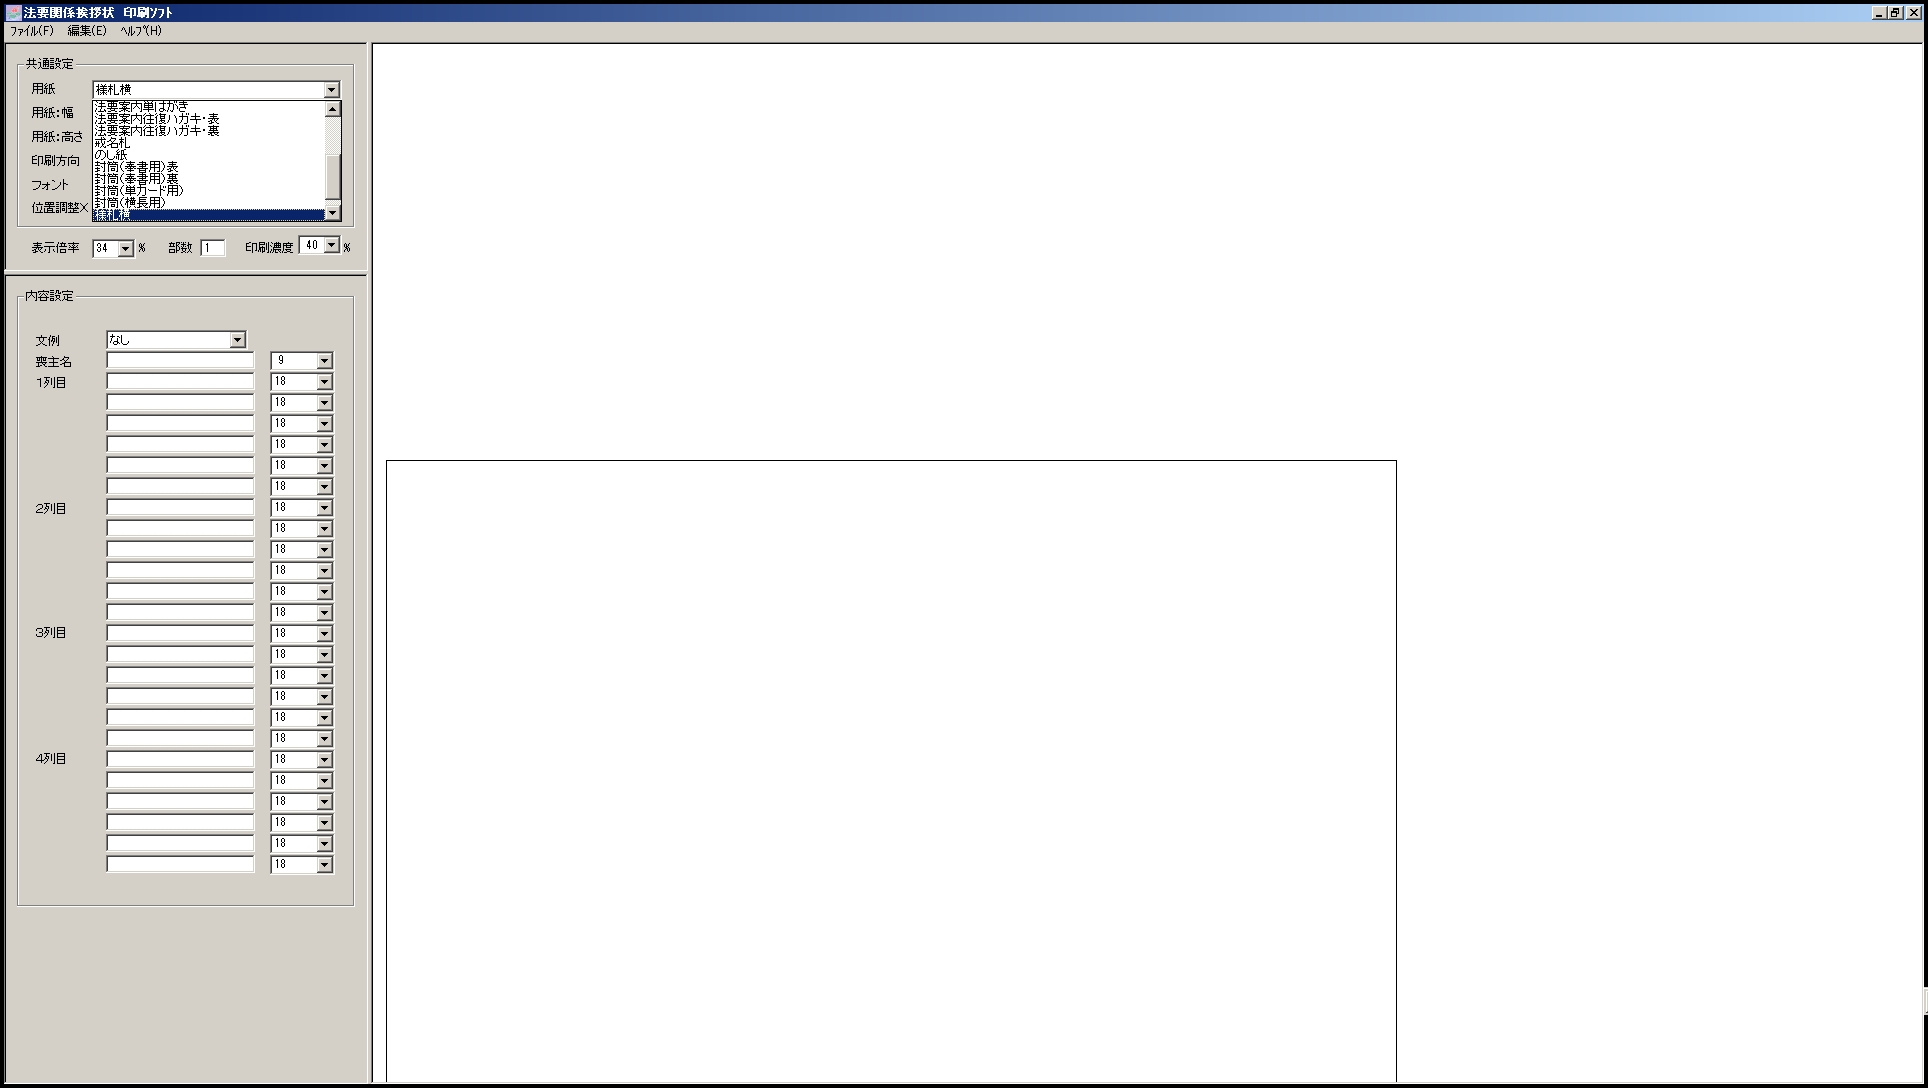 法要関係挨拶状 印刷ソフト
ファイル(F) 編集(E) ヘルプ(H)
共通設定
用紙 様札横
用紙:幅
用紙:高さ
印刷方向
フォント
位置調整X
法要案内単はがき
法要案内往復ハガキ・表
法要案内往復ハガキ・裏
戒名札
のし紙
封筒(奉書用)表
封筒(奉書用)裏
封筒(単カード用)
封筒(横長用)
様札横
表示倍率 34 % 部数 1 印刷濃度 40 %
内容設定
文例 なし
喪主名 9
1列目 18
18
18
18
18
18
2列目 18
18
18
18
18
18
3列目 18
18
18
18
18
18
4列目 18
18
18
18
18
18